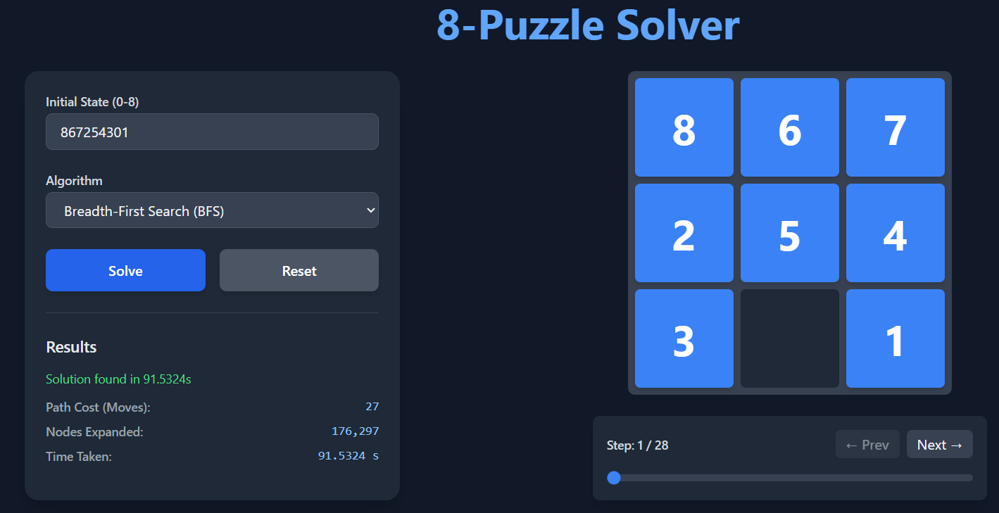 8-Puzzle Solver
Initial State (0-8)
867254301
Algorithm
Breadth-First Search (BFS)
Solve Reset
Results
Solution found in 91.5324s
Path Cost (Moves): 27
Nodes Expanded: 176,297
Time Taken: 91.5324 s
8 6 7
2 5 4
3 1
Step: 1 / 28 ← Prev Next →